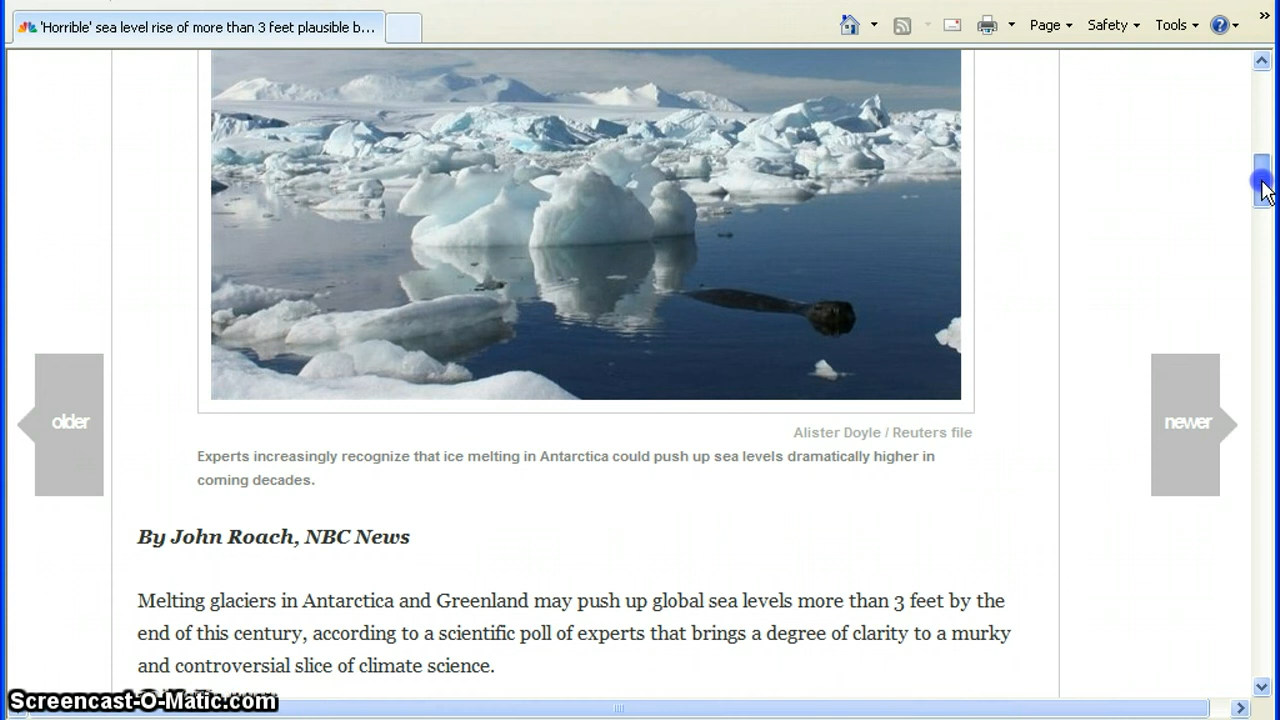 'Horrible' sea level rise of more than 3 feet plausible b...
Page
Safety
Tools
older
newer
Alister Doyle / Reuters file
Experts increasingly recognize that ice melting in Antarctica could push up sea levels dramatically higher in
coming decades.
By John Roach, NBC News
Melting glaciers in Antarctica and Greenland may push up global sea levels more than 3 feet by the
end of this century, according to a scientific poll of experts that brings a degree of clarity to a murky
and controversial slice of climate science.
Screencast-O-Matic.com